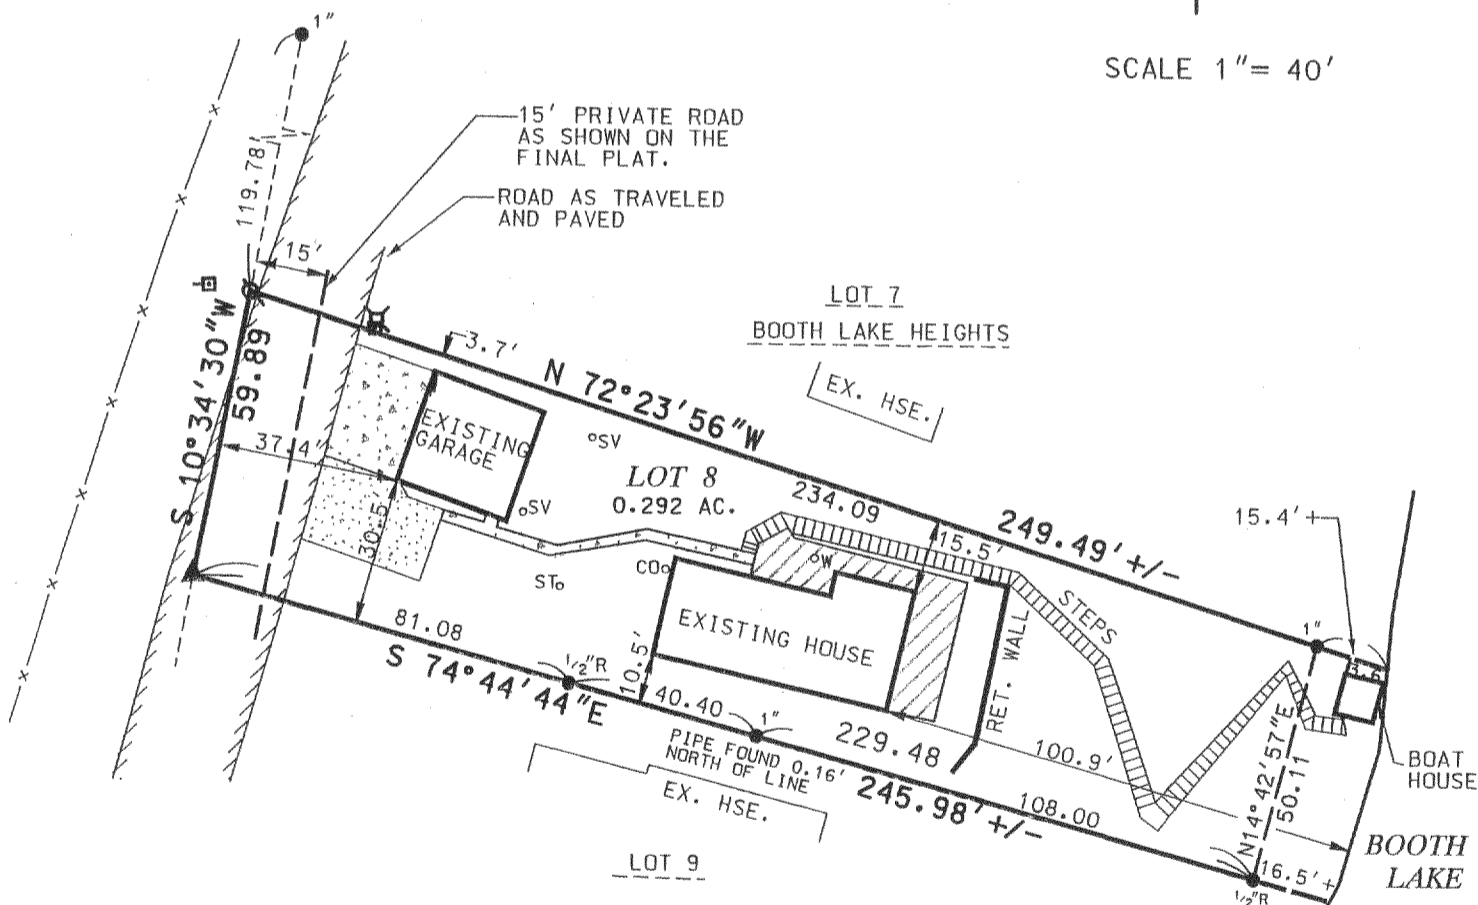 1"
SCALE 1"= 40'
15' PRIVATE ROAD
AS SHOWN ON THE
FINAL PLAT.
ROAD AS TRAVELED
AND PAVED
119.78'
15'
LOT 7
BOOTH LAKE HEIGHTS
EX. HSE.
3.7'
N 72°23'56"W
S 10°34'30"W
59.89
37.4'
EXISTING
GARAGE
SV
LOT 8
0.292 AC.
SV
234.09
249.49'+/-
15.4'+
30.5'
15.5'
W
CO
ST
STEPS
1"
EXISTING HOUSE
RET. WALL
81.08
S 74°44'44"E
1/2"R
10.5'
40.40
1"
229.48
PIPE FOUND 0.16'
NORTH OF LINE
100.9'
245.98'+/-
108.00
EX. HSE.
LOT 9
N14°42'57"E
50.11
BOAT
HOUSE
BOOTH
LAKE
16.5'+
1/2"R